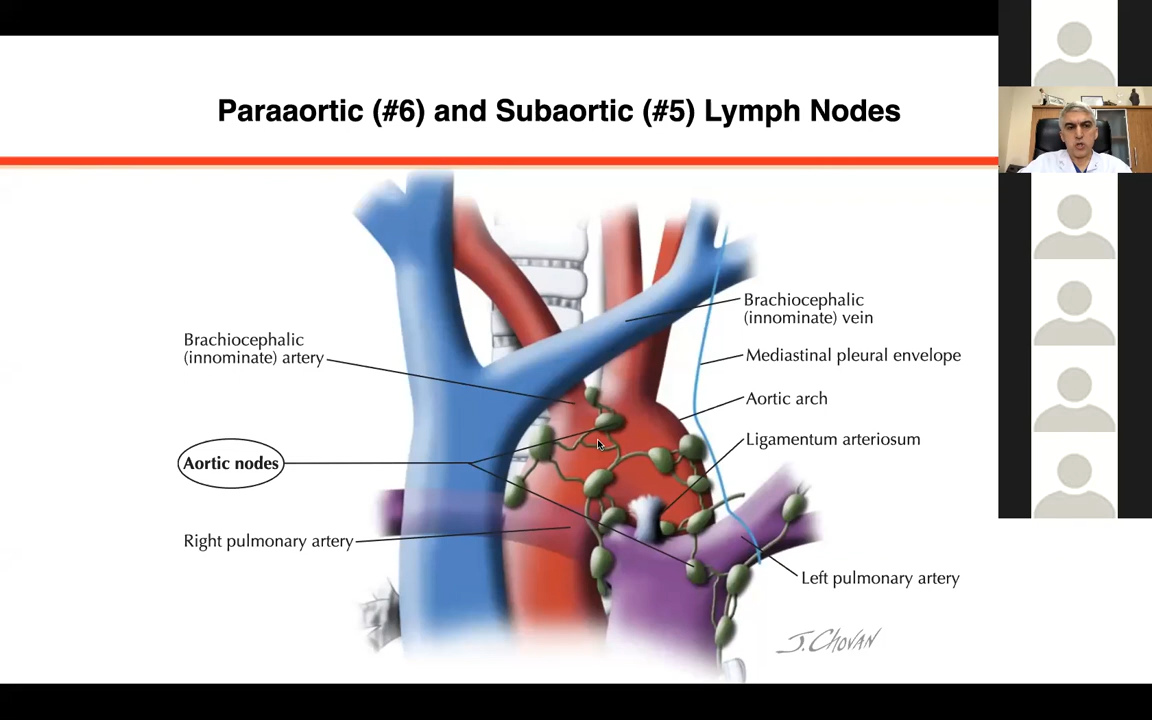 Paraaortic (#6) and Subaortic (#5) Lymph Nodes
Brachiocephalic
(innominate) vein
Brachiocephalic
(innominate) artery
Mediastinal pleural envelope
Aortic arch
Ligamentum arteriosum
Aortic nodes
Right pulmonary artery
Left pulmonary artery
J. CHOVAN